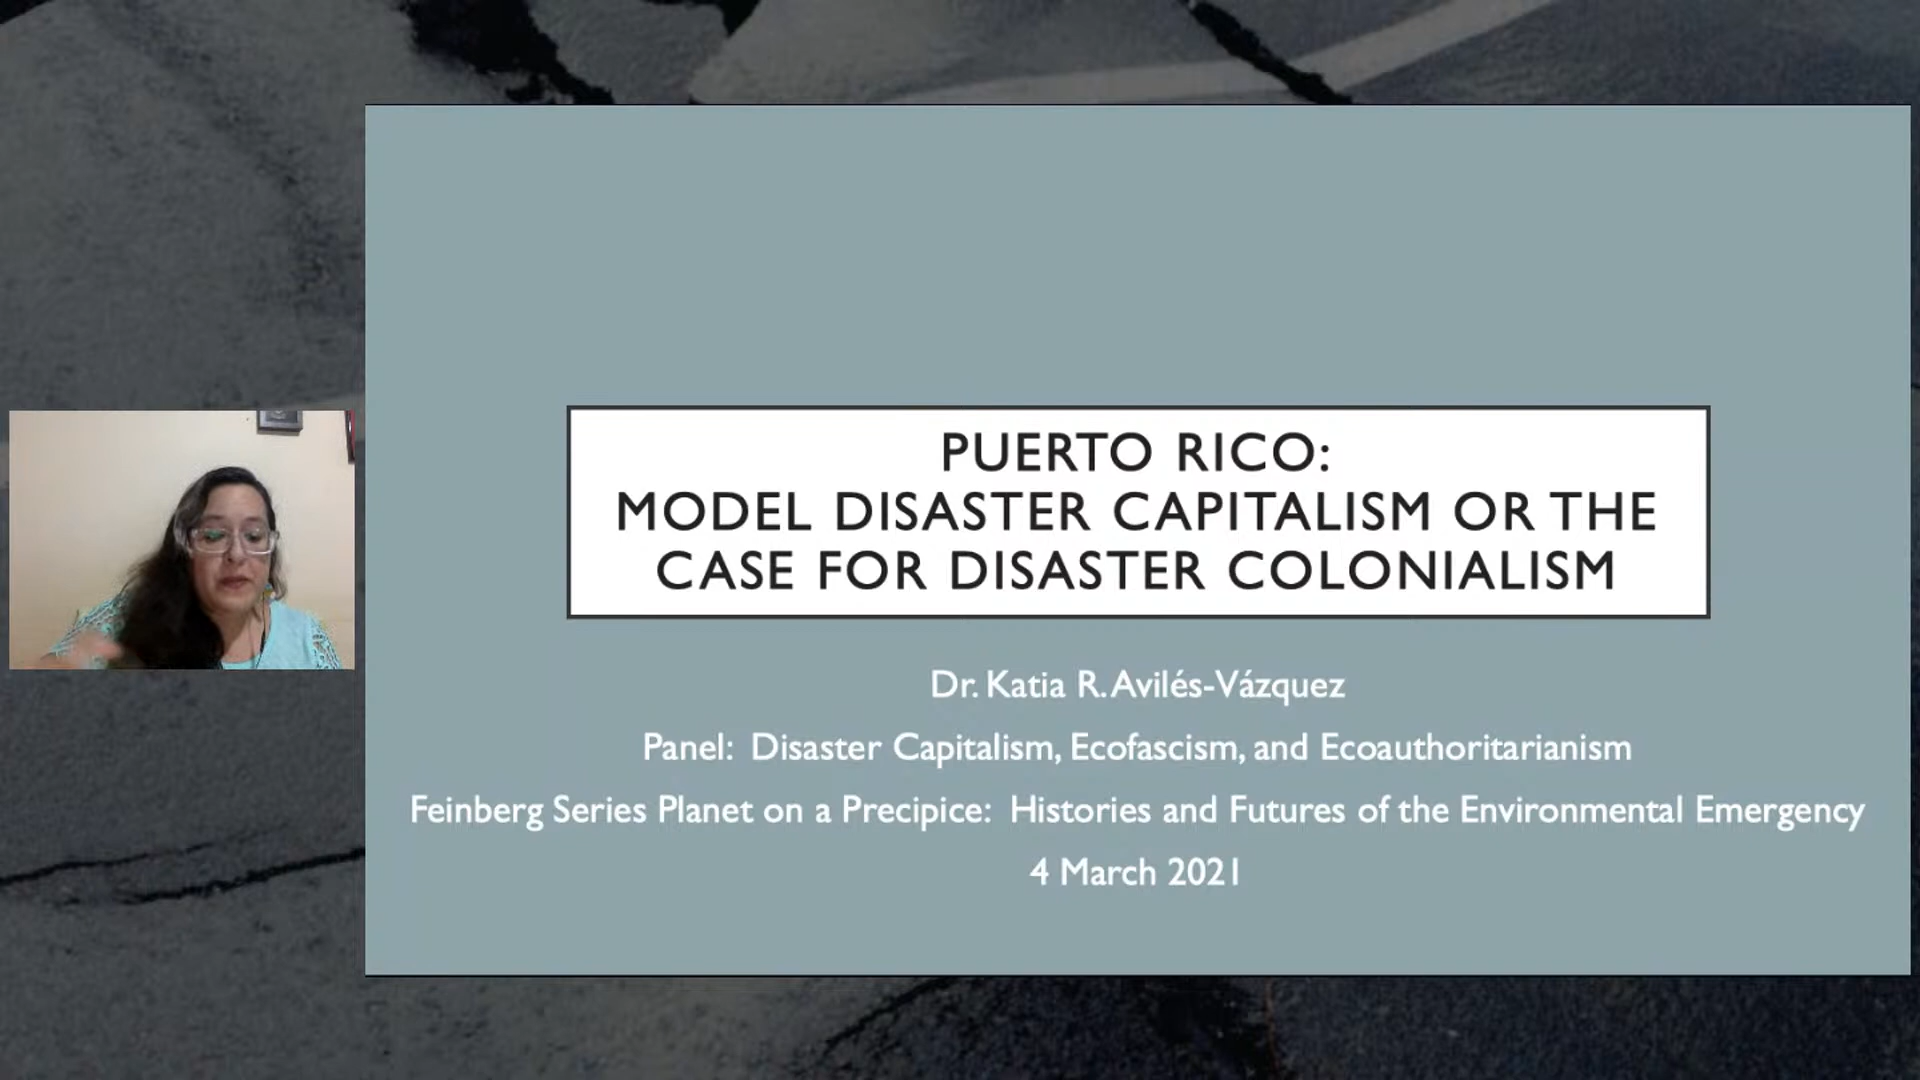 PUERTO RICO:
MODEL DISASTER CAPITALISM OR THE
CASE FOR DISASTER COLONIALISM
Dr. Katia R. Avilés-Vázquez
Panel: Disaster Capitalism, Ecofascism, and Ecoauthoritarianism
Feinberg Series Planet on a Precipice: Histories and Futures of the Environmental Emergency
4 March 2021